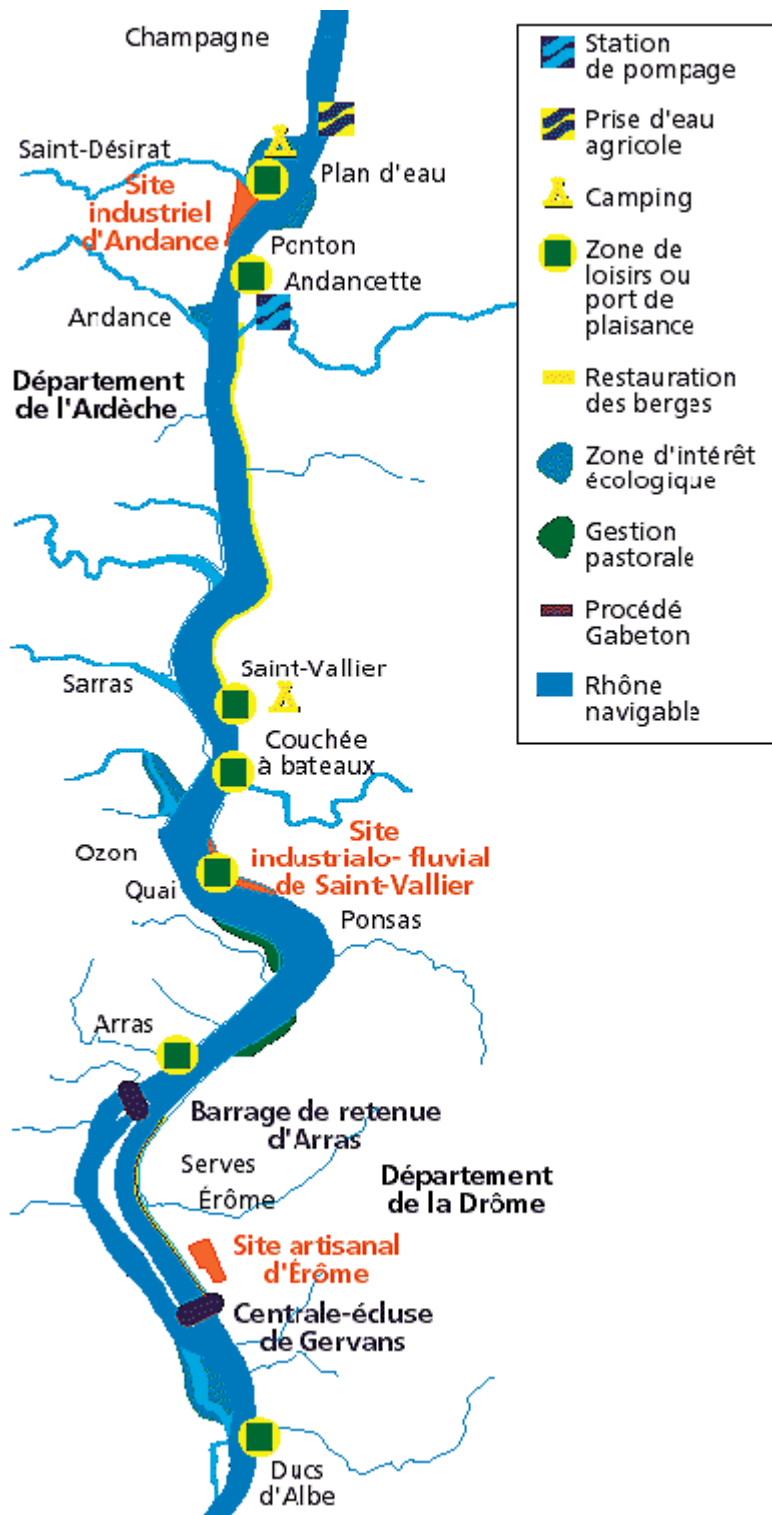 Champagne
Saint-Désirat
Site
industriel
d'Andance
Plan d'eau
Ponton
Andancette
Andance
Département
de l'Ardèche
Saint-Vallier
Sarras
Couchée
à bateaux
Ozon
Quai
Site
industrialo- fluvial
de Saint-Vallier
Ponsas
Arras
Barrage de retenue
d'Arras
Serves
Érôme
Département
de la Drôme
Site artisanal
d'Érôme
Centrale-écluse
de Gervans
Ducs
d'Albe
Station
de pompage
Prise d'eau
agricole
Camping
Zone de
loisirs ou
port de
plaisance
Restauration
des berges
Zone d'intérêt
écologique
Gestion
pastorale
Procédé
Gabeton
Rhône
navigable